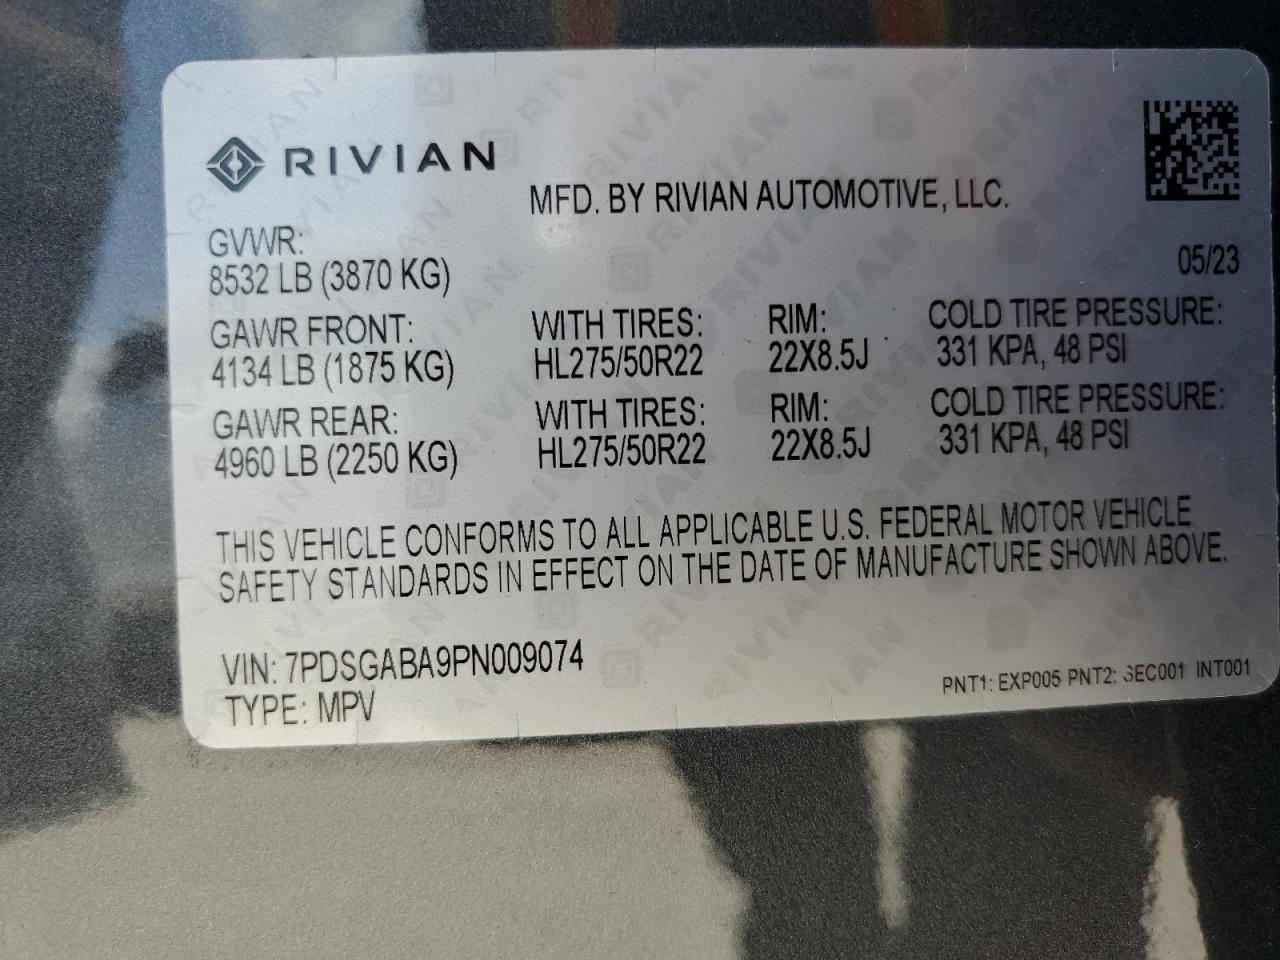 RIVIAN
MFD. BY RIVIAN AUTOMOTIVE, LLC.
05/23
GVWR:
8532 LB (3870 KG)
GAWR FRONT: WITH TIRES: RIM: COLD TIRE PRESSURE:
4134 LB (1875 KG) HL275/50R22 22X8.5J 331 KPA, 48 PSI
GAWR REAR: WITH TIRES: RIM: COLD TIRE PRESSURE:
4960 LB (2250 KG) HL275/50R22 22X8.5J 331 KPA, 48 PSI
THIS VEHICLE CONFORMS TO ALL APPLICABLE U.S. FEDERAL MOTOR VEHICLE
SAFETY STANDARDS IN EFFECT ON THE DATE OF MANUFACTURE SHOWN ABOVE.
VIN: 7PDSGABA9PN009074
TYPE: MPV
PNT1: EXP005 PNT2: SEC001 INT001